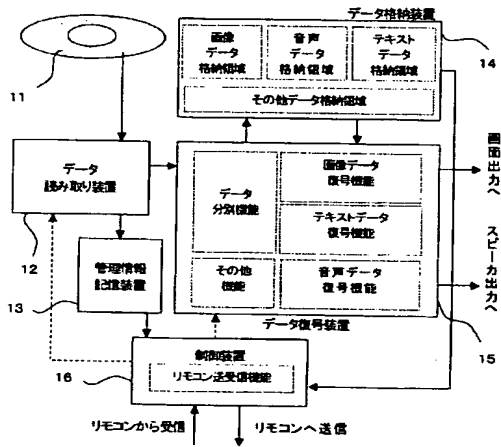 データ格納装置
画像
データ
格納領域
音声
データ
格納領域
テキスト
データ
格納領域
14
その他データ格納領域
11
データ
読み取り装置
12
データ
分別機能
画像データ
復号機能
テキストデータ
復号機能
その他
機能
音声データ
復号機能
画面出力へ
スピーカ出力へ
管理情報
記信装置
13
データ復号装置
15
制御装置
16
リモコン送受信機能
リモコンから受信
リモコンへ送信